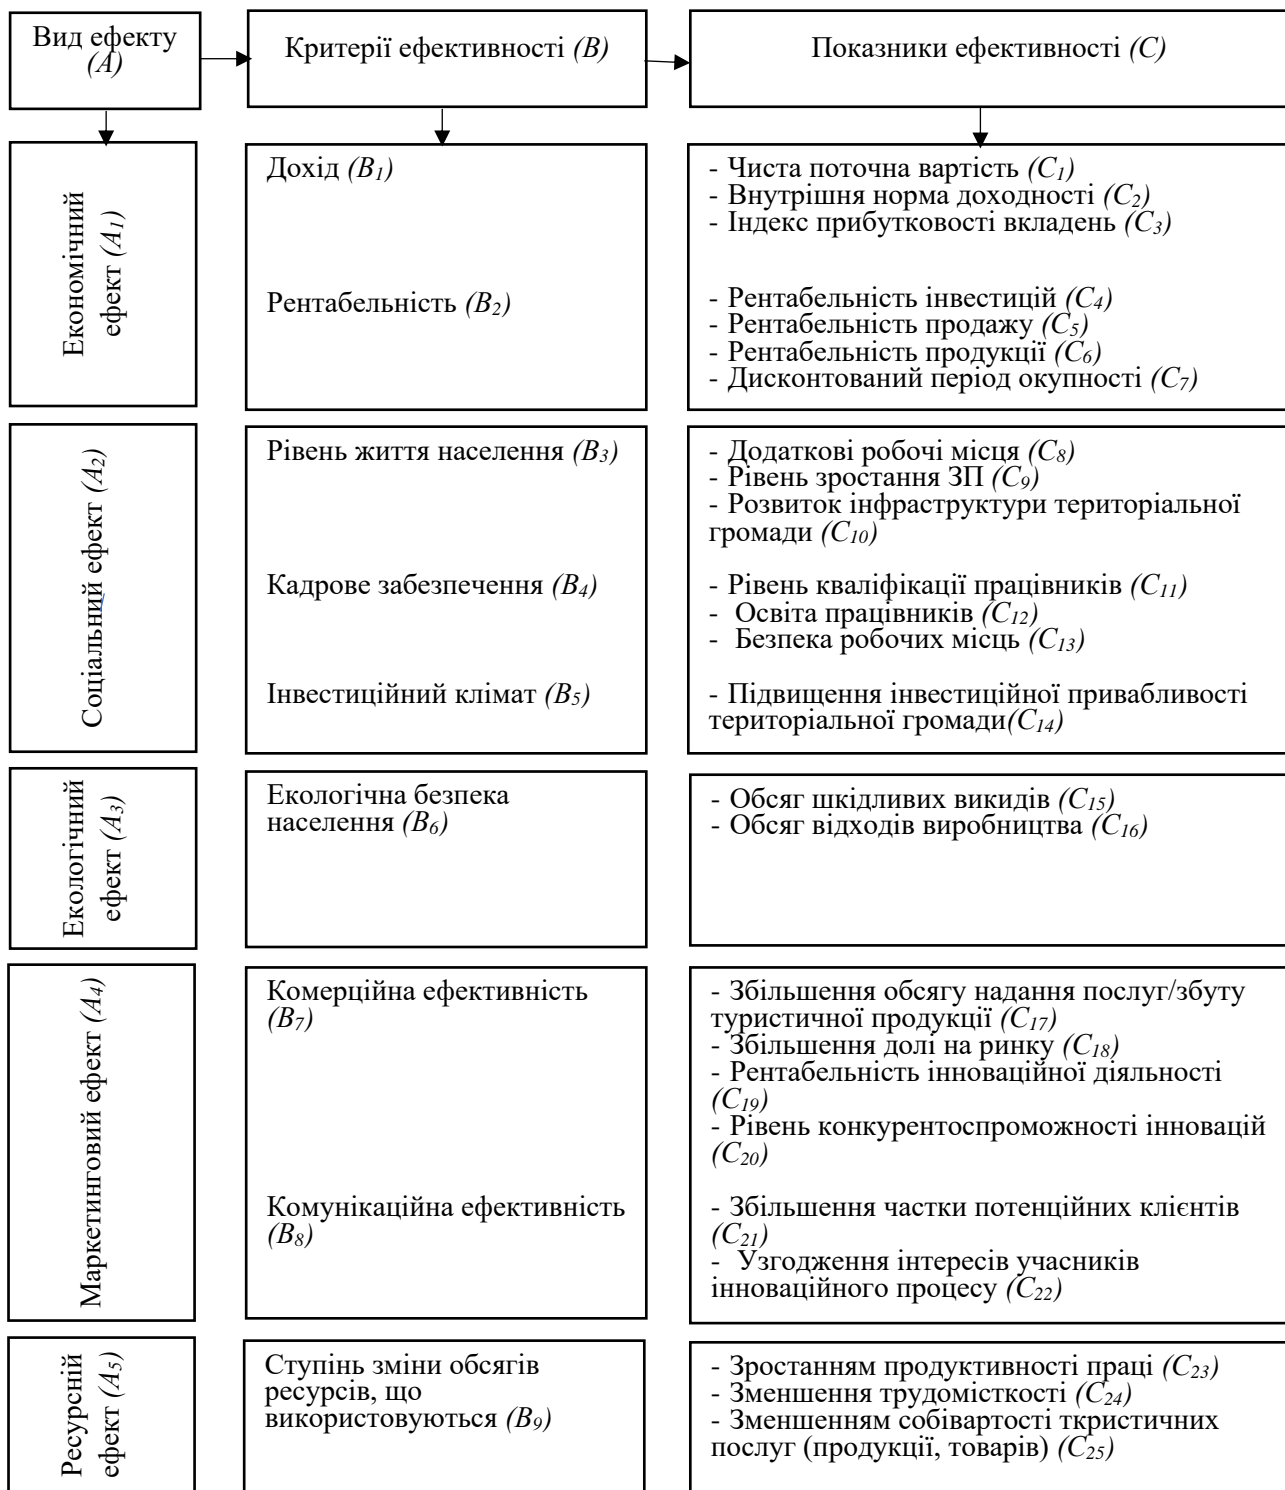 Вид ефекту
(A)
Критерії ефективності (B)
Показники ефективності (C)
Економічний
ефект (A1)
Дохід (B1)
- Чиста поточна вартість (C1)
- Внутрішня норма доходності (C2)
- Індекс прибутковості вкладень (C3)
Рентабельність (B2)
- Рентабельність інвестицій (C4)
- Рентабельність продажу (C5)
- Рентабельність продукції (C6)
- Дисконтований період окупності (C7)
Соціальний ефект (A2)
Рівень життя населення (B3)
- Додаткові робочі місця (C8)
- Рівень зростання ЗП (C9)
- Розвиток інфраструктури територіальної
громади (C10)
Кадрове забезпечення (B4)
- Рівень кваліфікації працівників (C11)
- Освіта працівників (C12)
- Безпека робочих місць (C13)
Інвестиційний клімат (B5)
- Підвищення інвестиційної привабливості
територіальної громади(C14)
Екологічний
ефект (A3)
Екологічна безпека
населення (B6)
- Обсяг шкідливих викидів (C15)
- Обсяг відходів виробництва (C16)
Маркетинговий ефект (A4)
Комерційна ефективність
(B7)
- Збільшення обсягу надання послуг/збуту
туристичної продукції (C17)
- Збільшення долі на ринку (C18)
- Рентабельність інноваційної діяльності
(C19)
- Рівень конкурентоспроможності інновацій
(C20)
Комунікаційна ефективність
(B8)
- Збільшення частки потенційних клієнтів
(C21)
- Узгодження інтересів учасників
інноваційного процесу (C22)
Ресурсній
ефект (A5)
Ступінь зміни обсягів
ресурсів, що
використовуються (B9)
- Зростанням продуктивності праці (C23)
- Зменшення трудомісткості (C24)
- Зменшенням собівартості ткристичних
послуг (продукції, товарів) (C25)